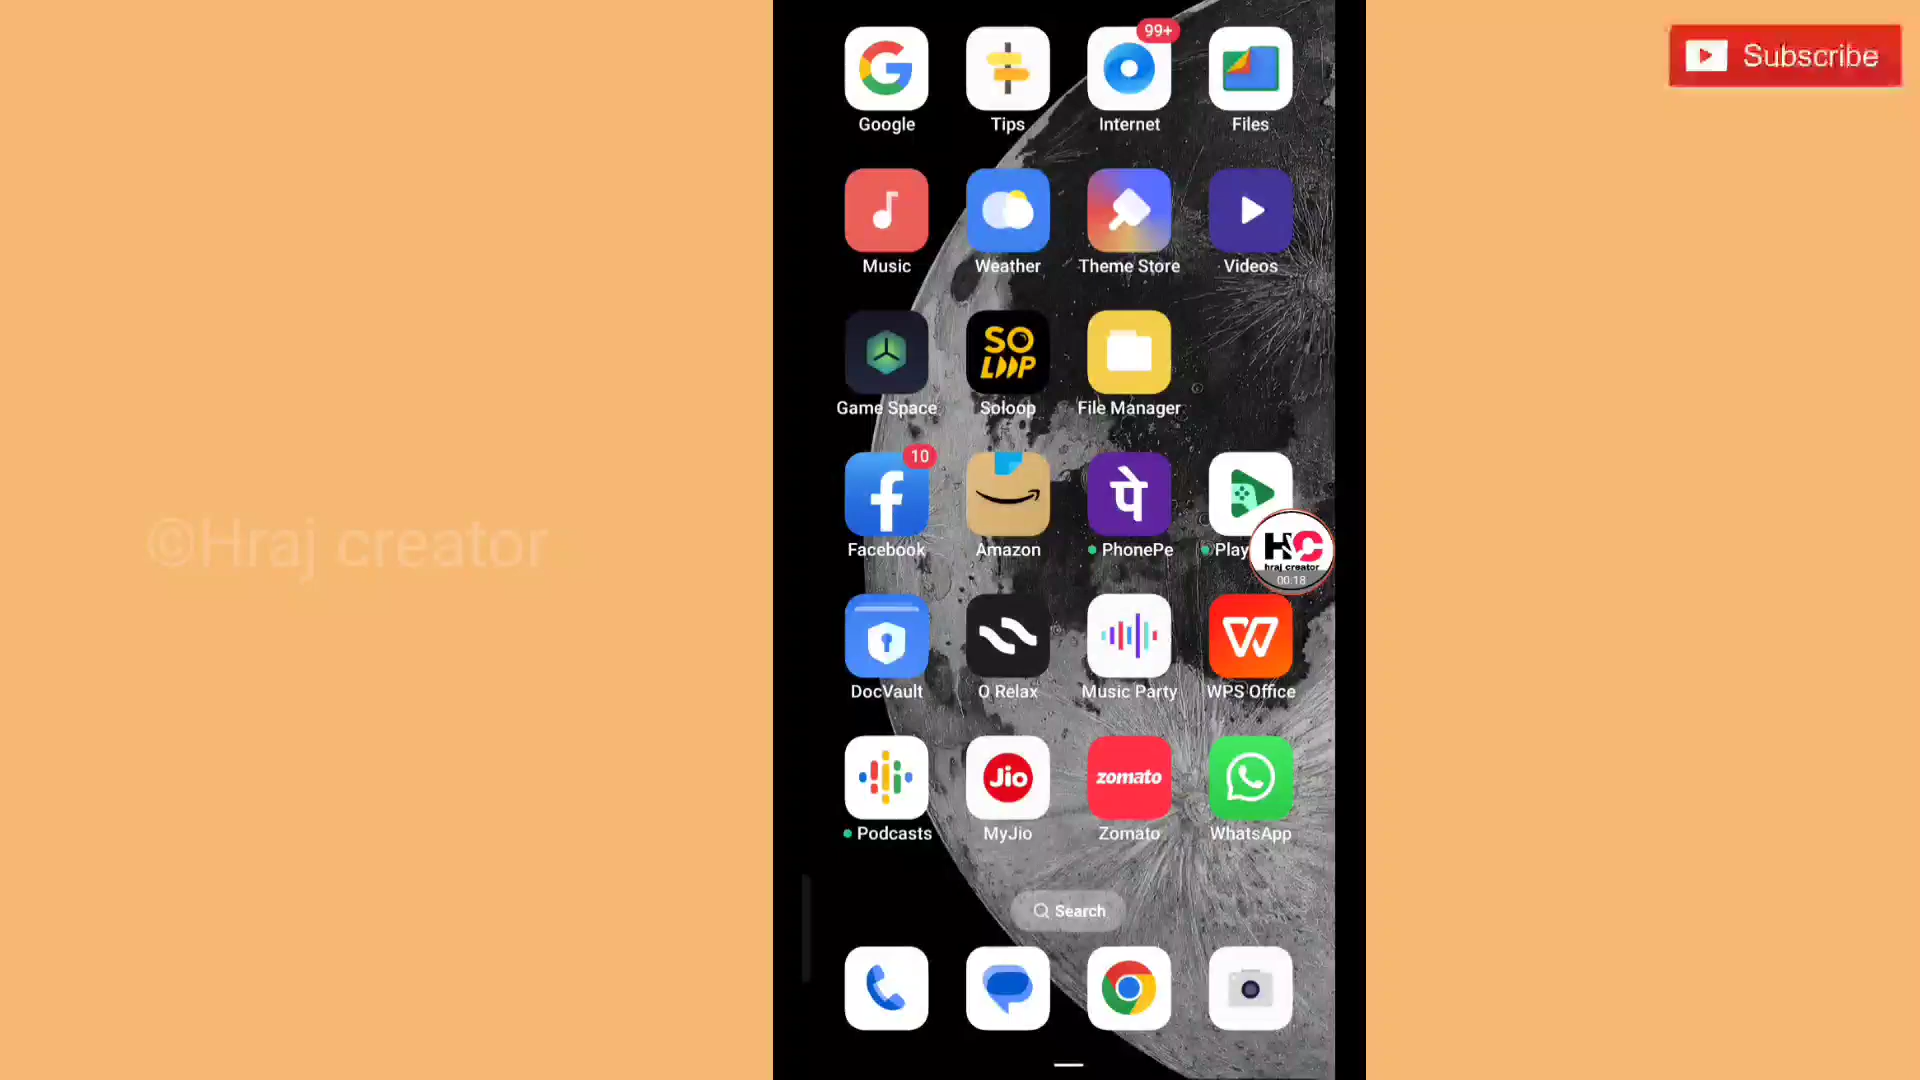 99+
Subscribe
Google Tips Internet Files
Music Weather Theme Store Videos
SO
LOOP
Game Space Soloop File Manager
10
पे
Facebook Amazon PhonePe Play
HC
hraj creator
00:18
©Hraj creator
DocVault O Relax Music Party WPS Office
Jio
zomato
Podcasts MyJio Zomato WhatsApp
Search